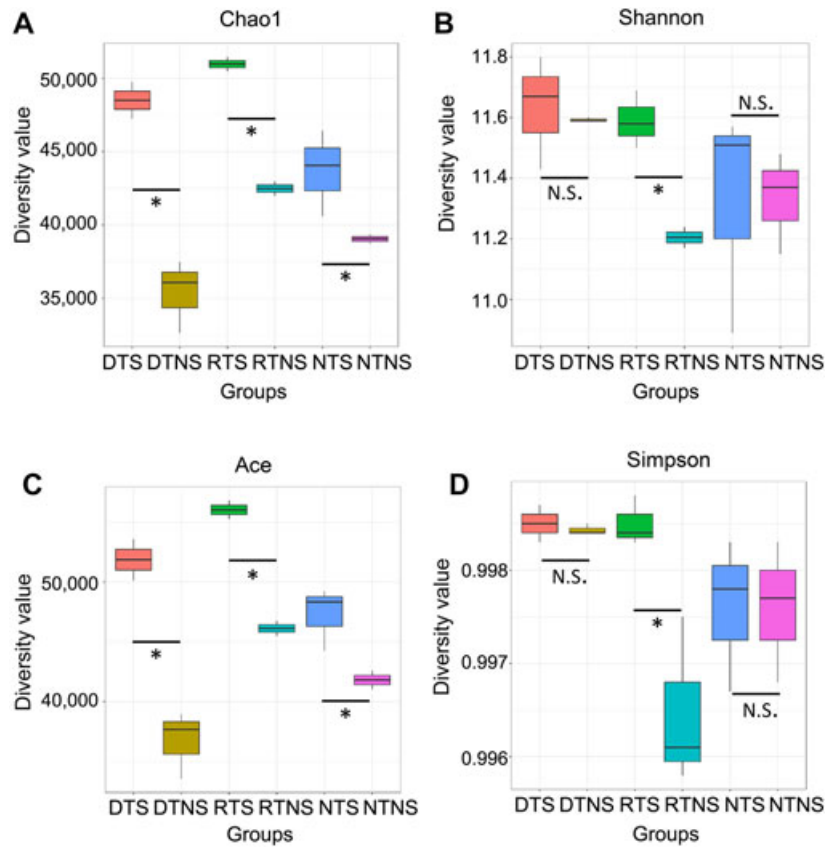 A
Chao1
Diversity value
50,000
45,000
40,000
35,000
*
*
*
DTS DTNS RTS RTNS NTS NTNS
Groups
B
Shannon
Diversity value
11.8
11.6
11.4
11.2
11.0
N.S.
N.S.
*
DTS DTNS RTS RTNS NTS NTNS
Groups
C
Ace
Diversity value
50,000
40,000
*
*
*
DTS DTNS RTS RTNS NTS NTNS
Groups
D
Simpson
Diversity value
0.998
0.997
0.996
N.S.
*
N.S.
DTS DTNS RTS RTNS NTS NTNS
Groups